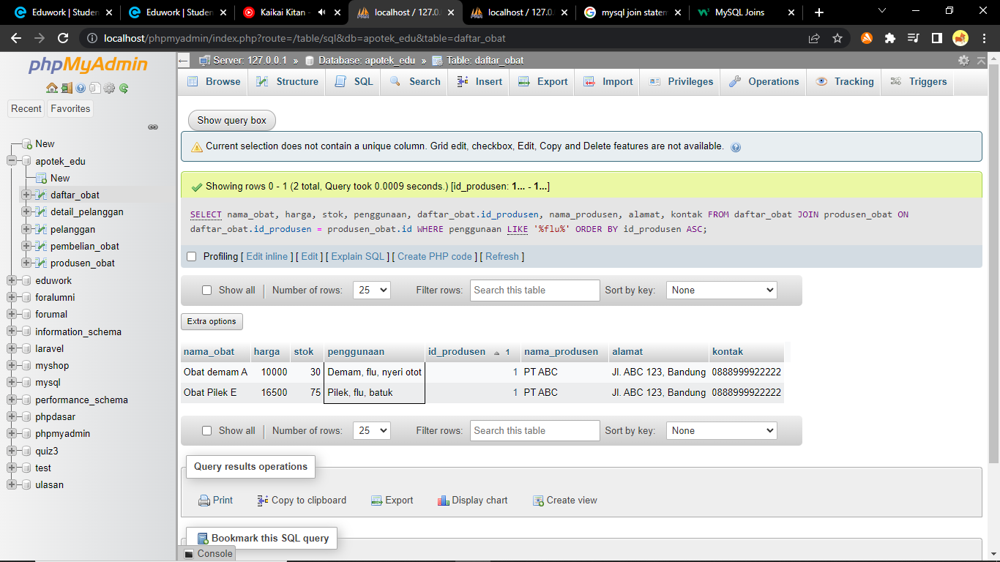 Eduwork | Studen
Eduwork | Studen
Kaikai Kitan -
localhost / 127.0.
localhost / 127.0.
mysql join statem
MySQL Joins
localhost/phpmyadmin/index.php?route=/table/sql&db=apotek_edu&table=daftar_obat
phpMyAdmin
Recent Favorites
New
apotek_edu
New
daftar_obat
detail_pelanggan
pelanggan
pembelian_obat
produsen_obat
eduwork
foralumni
forumal
information_schema
laravel
myshop
mysql
performance_schema
phpdasar
phpmyadmin
quiz3
test
ulasan
Server: 127.0.0.1 » Database: apotek_edu » Table: daftar_obat
Browse Structure SQL Search Insert Export Import Privileges Operations Tracking Triggers
Show query box
Current selection does not contain a unique column. Grid edit, checkbox, Edit, Copy and Delete features are not available.
Showing rows 0 - 1 (2 total, Query took 0.0009 seconds.) [id_produsen: 1... - 1...]
SELECT nama_obat, harga, stok, penggunaan, daftar_obat.id_produsen, nama_produsen, alamat, kontak FROM daftar_obat JOIN produsen_obat ON
daftar_obat.id_produsen = produsen_obat.id WHERE penggunaan LIKE '%flu%' ORDER BY id_produsen ASC;
Profiling [ Edit inline ] [ Edit ] [ Explain SQL ] [ Create PHP code ] [ Refresh ]
Show all Number of rows: 25 Filter rows: Search this table Sort by key: None
Extra options
nama_obat harga stok penggunaan id_produsen 1 nama_produsen alamat kontak
Obat demam A 10000 30 Demam, flu, nyeri otot 1 PT ABC Jl. ABC 123, Bandung 0888999922222
Obat Pilek E 16500 75 Pilek, flu, batuk 1 PT ABC Jl. ABC 123, Bandung 0888999922222
Show all Number of rows: 25 Filter rows: Search this table Sort by key: None
Query results operations
Print Copy to clipboard Export Display chart Create view
Bookmark this SQL query
Console